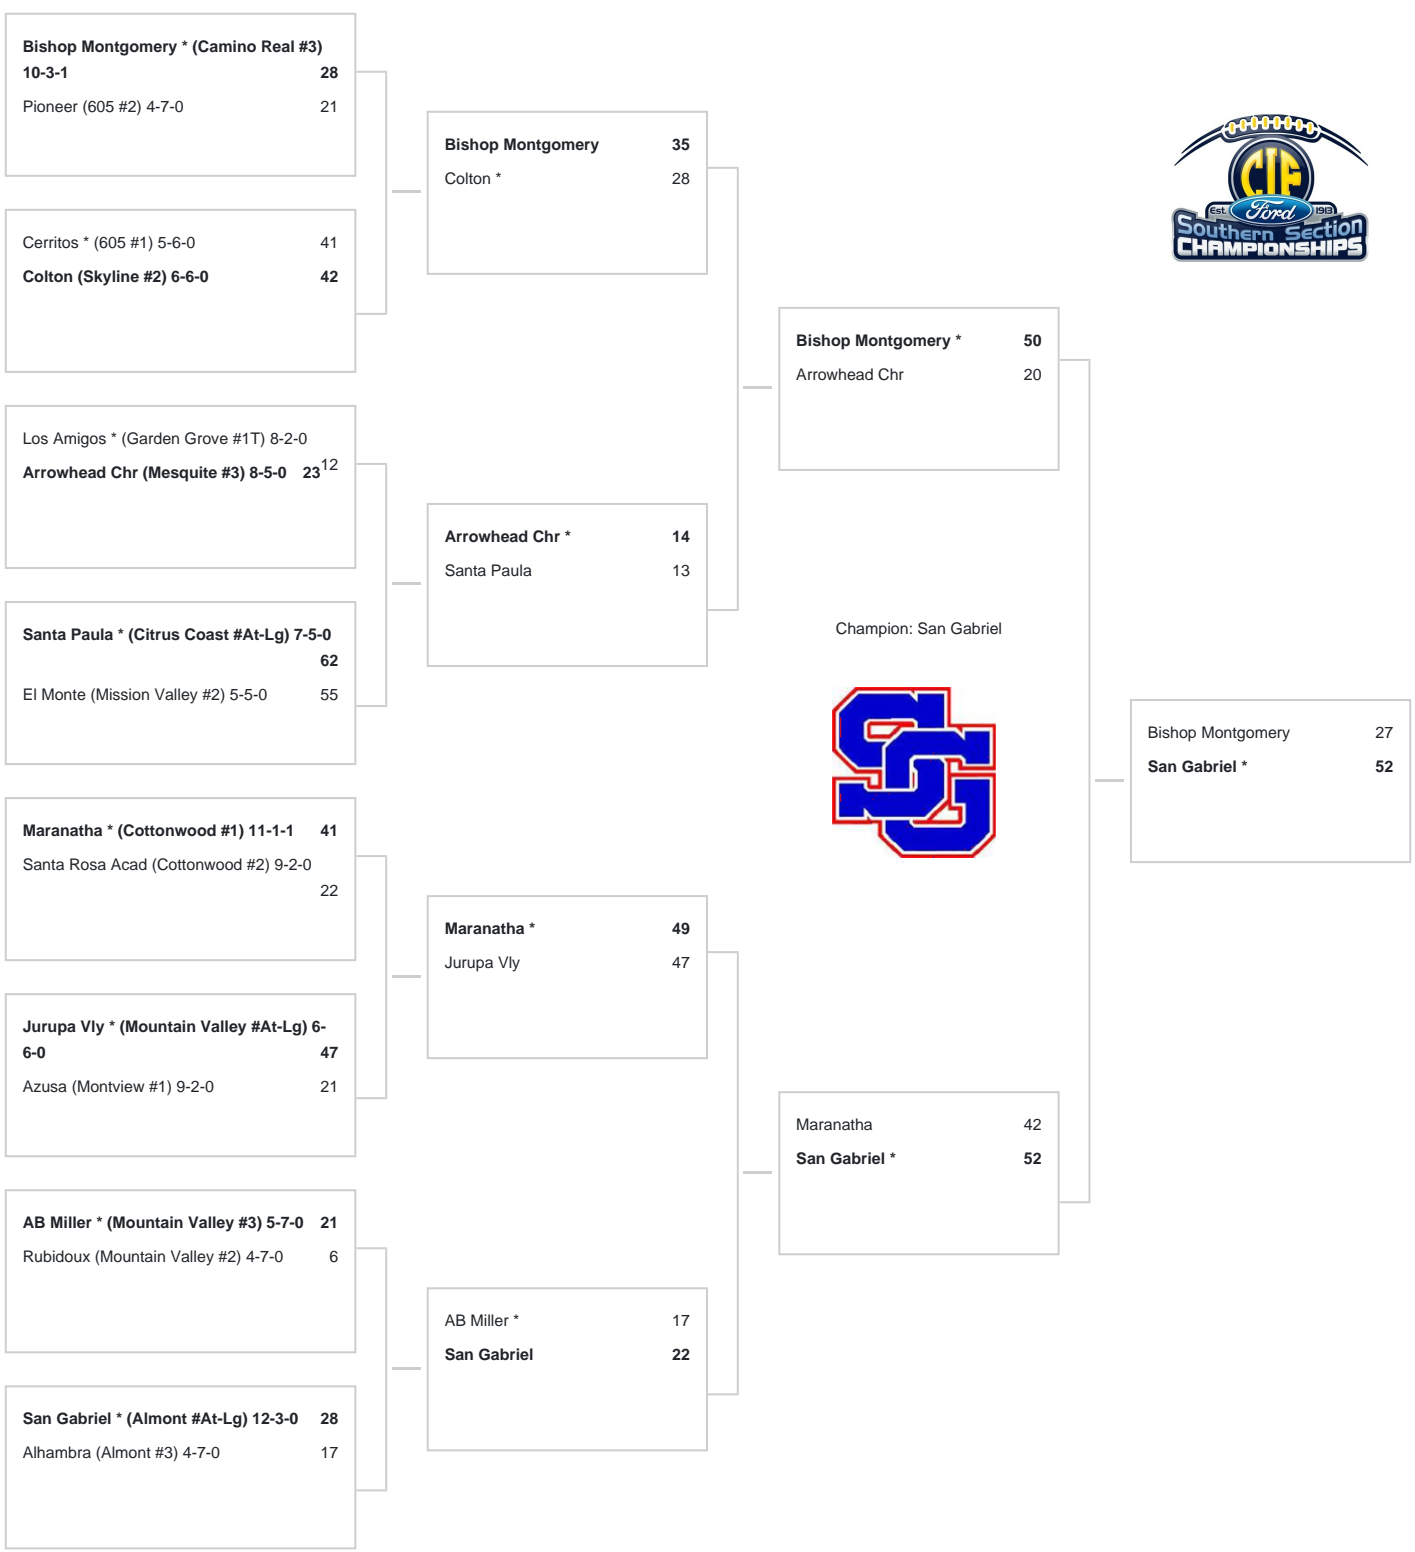 Bishop Montgomery * (Camino Real #3)
10-3-1 28
Pioneer (605 #2) 4-7-0 21
Cerritos * (605 #1) 5-6-0 41
Colton (Skyline #2) 6-6-0 42
Los Amigos * (Garden Grove #1T) 8-2-0
12
Arrowhead Chr (Mesquite #3) 8-5-0 23
Santa Paula * (Citrus Coast #At-Lg) 7-5-0
62
El Monte (Mission Valley #2) 5-5-0 55
Maranatha * (Cottonwood #1) 11-1-1 41
Santa Rosa Acad (Cottonwood #2) 9-2-0
22
Jurupa Vly * (Mountain Valley #At-Lg) 6-
6-0 47
Azusa (Montview #1) 9-2-0 21
AB Miller * (Mountain Valley #3) 5-7-0 21
Rubidoux (Mountain Valley #2) 4-7-0 6
San Gabriel * (Almont #At-Lg) 12-3-0 28
Alhambra (Almont #3) 4-7-0 17
Bishop Montgomery 35
Colton * 28
Arrowhead Chr * 14
Santa Paula 13
Maranatha * 49
Jurupa Vly 47
AB Miller * 17
San Gabriel 22
Bishop Montgomery * 50
Arrowhead Chr 20
Maranatha 42
San Gabriel * 52
Champion: San Gabriel
SG
Bishop Montgomery 27
San Gabriel * 52
CIF
Est. Ford 1913
Southern Section
CHAMPIONSHIPS